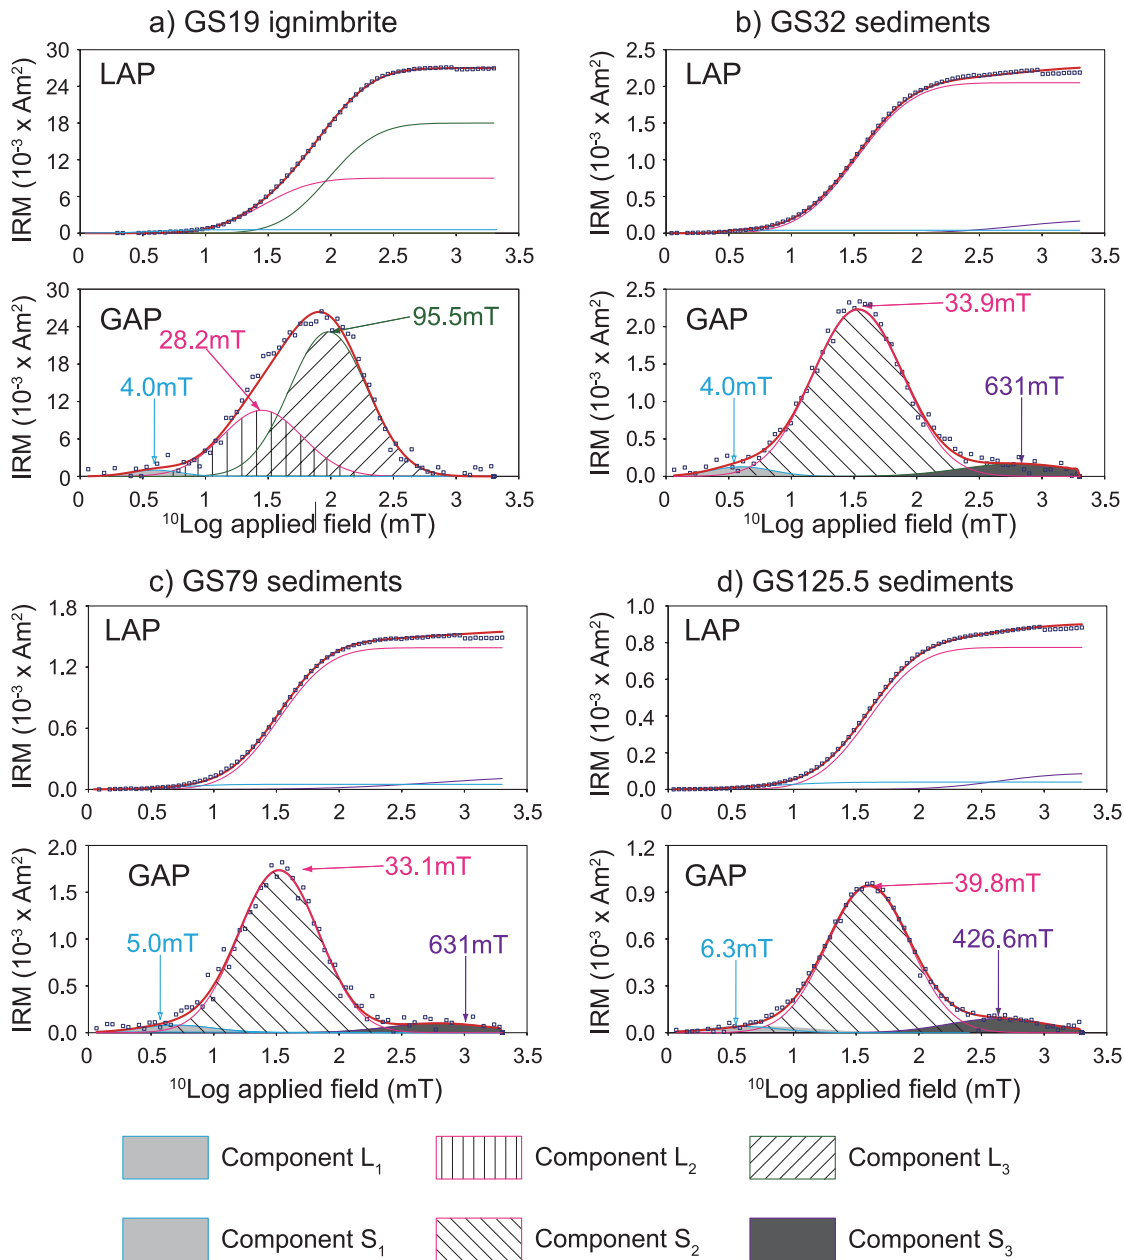 a) GS19 ignimbrite
b) GS32 sediments
LAP
IRM (10⁻³ x Am²)
30
24
18
12
6
0
0 0.5 1 1.5 2 2.5 3 3.5
LAP
IRM (10⁻³ x Am²)
2.5
2.0
1.5
1.0
0.5
0.0
0 0.5 1 1.5 2 2.5 3 3.5
GAP
IRM (10⁻³ x Am²)
30
24
18
12
6
0
4.0mT
28.2mT
95.5mT
0 0.5 1 1.5 2 2.5 3 3.5
¹⁰Log applied field (mT)
GAP
IRM (10⁻³ x Am²)
2.5
2.0
1.5
1.0
0.5
0.0
4.0mT
33.9mT
631mT
0 0.5 1 1.5 2 2.5 3 3.5
¹⁰Log applied field (mT)
c) GS79 sediments
d) GS125.5 sediments
LAP
IRM (10⁻³ x Am²)
1.8
1.2
0.6
0.0
0 0.5 1 1.5 2 2.5 3 3.5
LAP
IRM (10⁻³ x Am²)
1.0
0.8
0.6
0.4
0.2
0.0
0 0.5 1 1.5 2 2.5 3 3.5
GAP
IRM (10⁻³ x Am²)
2.0
1.5
1.0
0.5
0.0
5.0mT
33.1mT
631mT
0 0.5 1 1.5 2 2.5 3 3.5
¹⁰Log applied field (mT)
GAP
IRM (10⁻³ x Am²)
1.2
0.9
0.6
0.3
0.0
6.3mT
39.8mT
426.6mT
0 0.5 1 1.5 2 2.5 3 3.5
¹⁰Log applied field (mT)
Component L₁
Component L₂
Component L₃
Component S₁
Component S₂
Component S₃